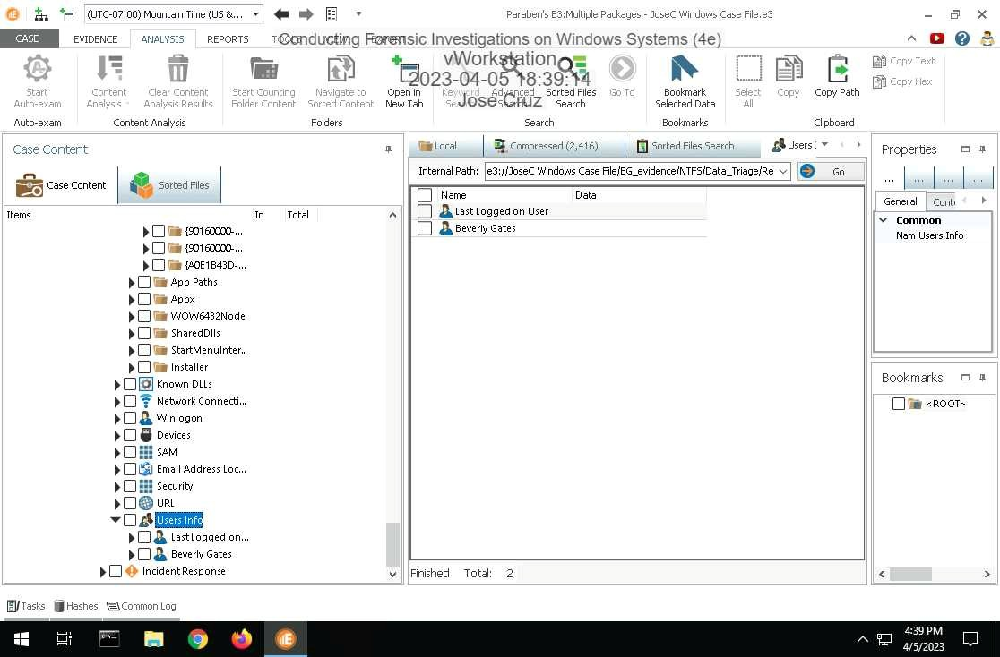 (UTC-07:00) Mountain Time (US &...
Paraben's E3:Multiple Packages - JoseC Windows Case File.e3
CASE EVIDENCE ANALYSIS REPORTS TOOLS VIEW EXPORT
Conducting Forensic Investigations on Windows Systems (4e)
vWorkstation
2023-04-05 18:39:14
Jose Cruz
Start
Auto-exam
Content
Analysis
Clear Content
Analysis Results
Start Counting
Folder Content
Navigate to
Sorted Content
Open in
New Tab
Keyword
Search
Advanced
Search
Sorted Files
Search
Go To
Bookmark
Selected Data
Select
All
Copy
Copy Path
Copy Text
Copy Hex
Auto-exam
Content Analysis
Folders
Search
Bookmarks
Clipboard
Case Content
Case Content
Sorted Files
Items In Total
{90160000-...
{90160000-...
{A0E1B43D-...
App Paths
Appx
WOW6432Node
SharedDlls
StartMenuInter...
Installer
Known DLLs
Network Connecti...
Winlogon
Devices
SAM
Email Address Loc...
Security
URL
Users Info
Last Logged on...
Beverly Gates
Incident Response
Local
Compressed (2,416)
Sorted Files Search
Users
Internal Path: e3://JoseC Windows Case File/BG_evidence/NTFS/Data_Triage/Re
Go
Name Data
Last Logged on User
Beverly Gates
Finished Total: 2
Properties
... ... ... ...
General Cont
Common
Nam Users Info
Bookmarks
<ROOT>
Tasks Hashes Common Log
4:39 PM
4/5/2023